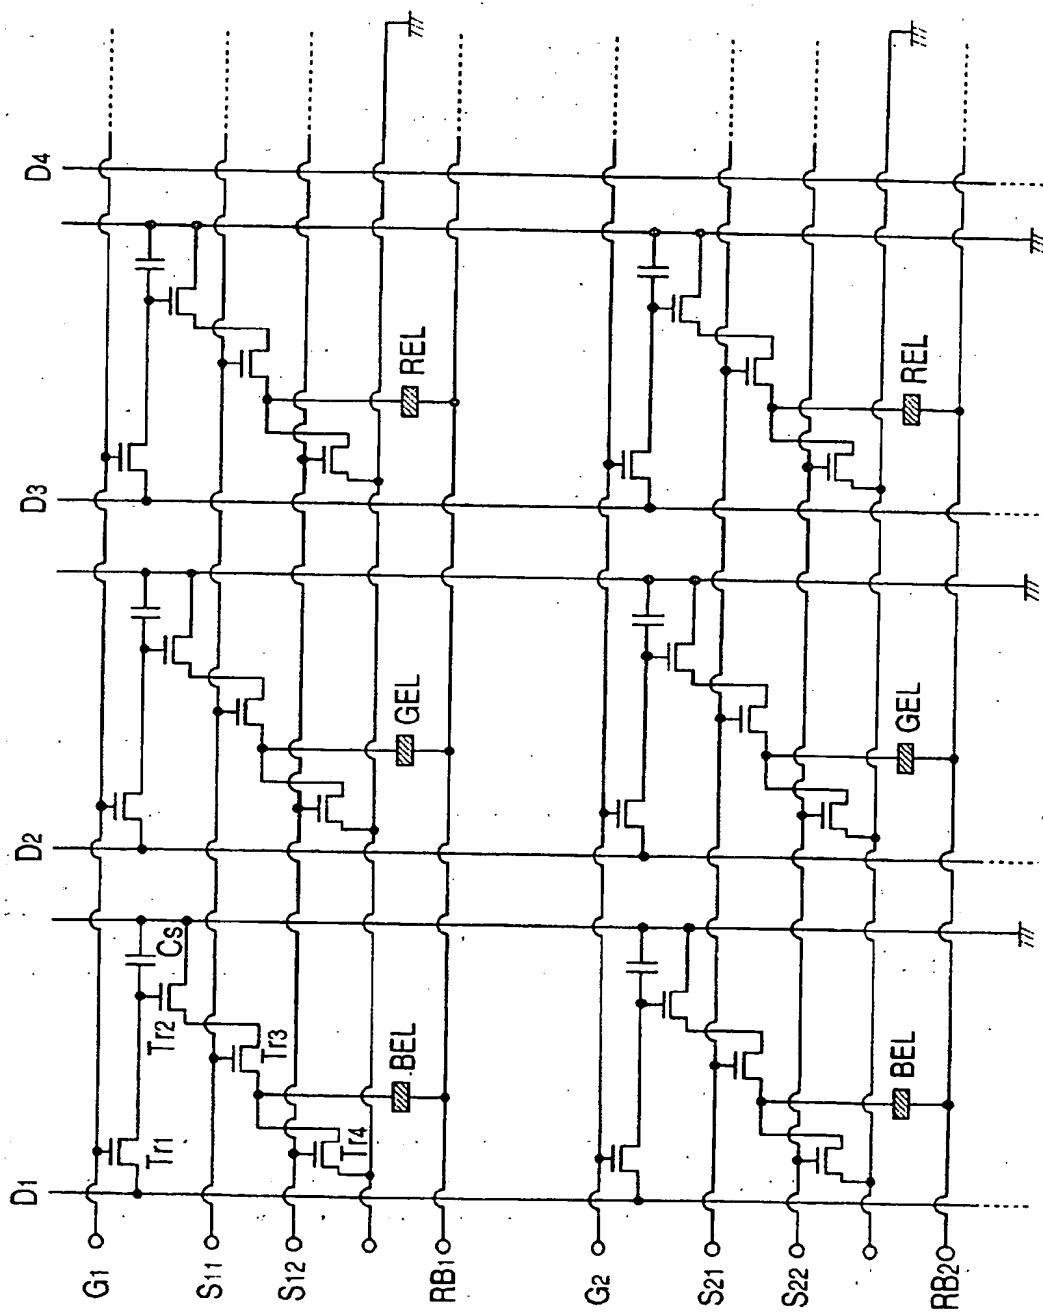 D1
D2
D3
D4
G1
Tr1
Tr2
Cs
S11
Tr3
S12
Tr4
BEL
GEL
REL
RB1
G2
S21
S22
BEL
GEL
REL
RB2